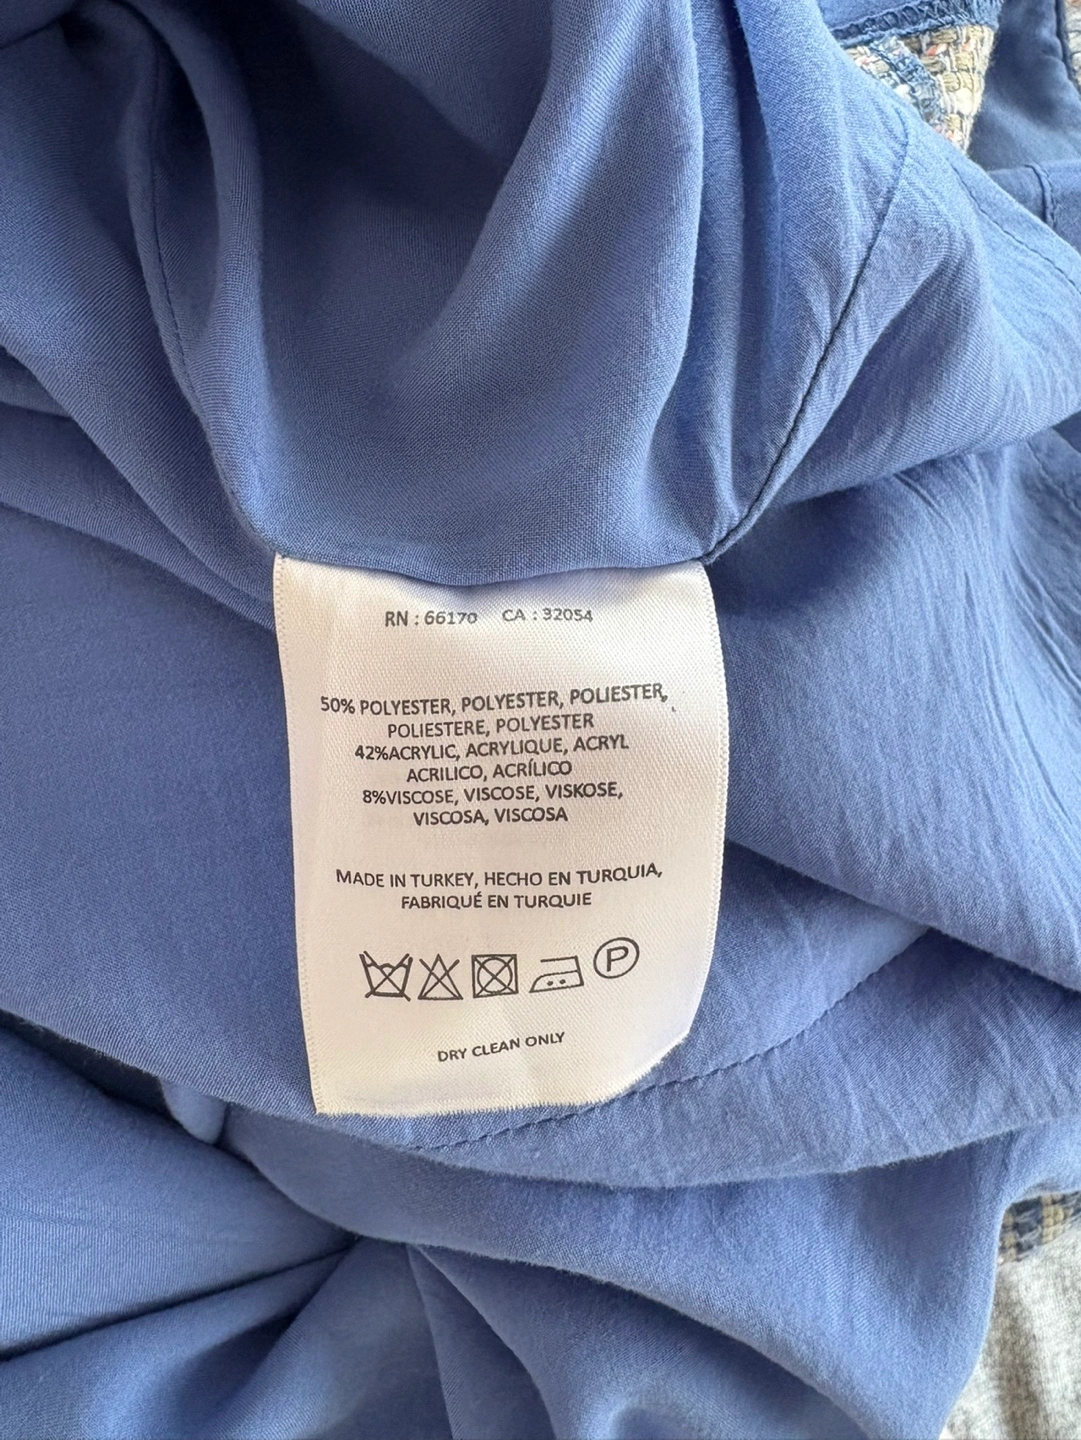 RN : 66170 CA : 32054
50% POLYESTER, POLYESTER, POLIESTER,
POLIESTERE, POLYESTER
42%ACRYLIC, ACRYLIQUE, ACRYL
ACRILICO, ACRÍLICO
8%VISCOSE, VISCOSE, VISKOSE,
VISCOSA, VISCOSA
MADE IN TURKEY, HECHO EN TURQUIA,
FABRIQUÉ EN TURQUIE
P
DRY CLEAN ONLY